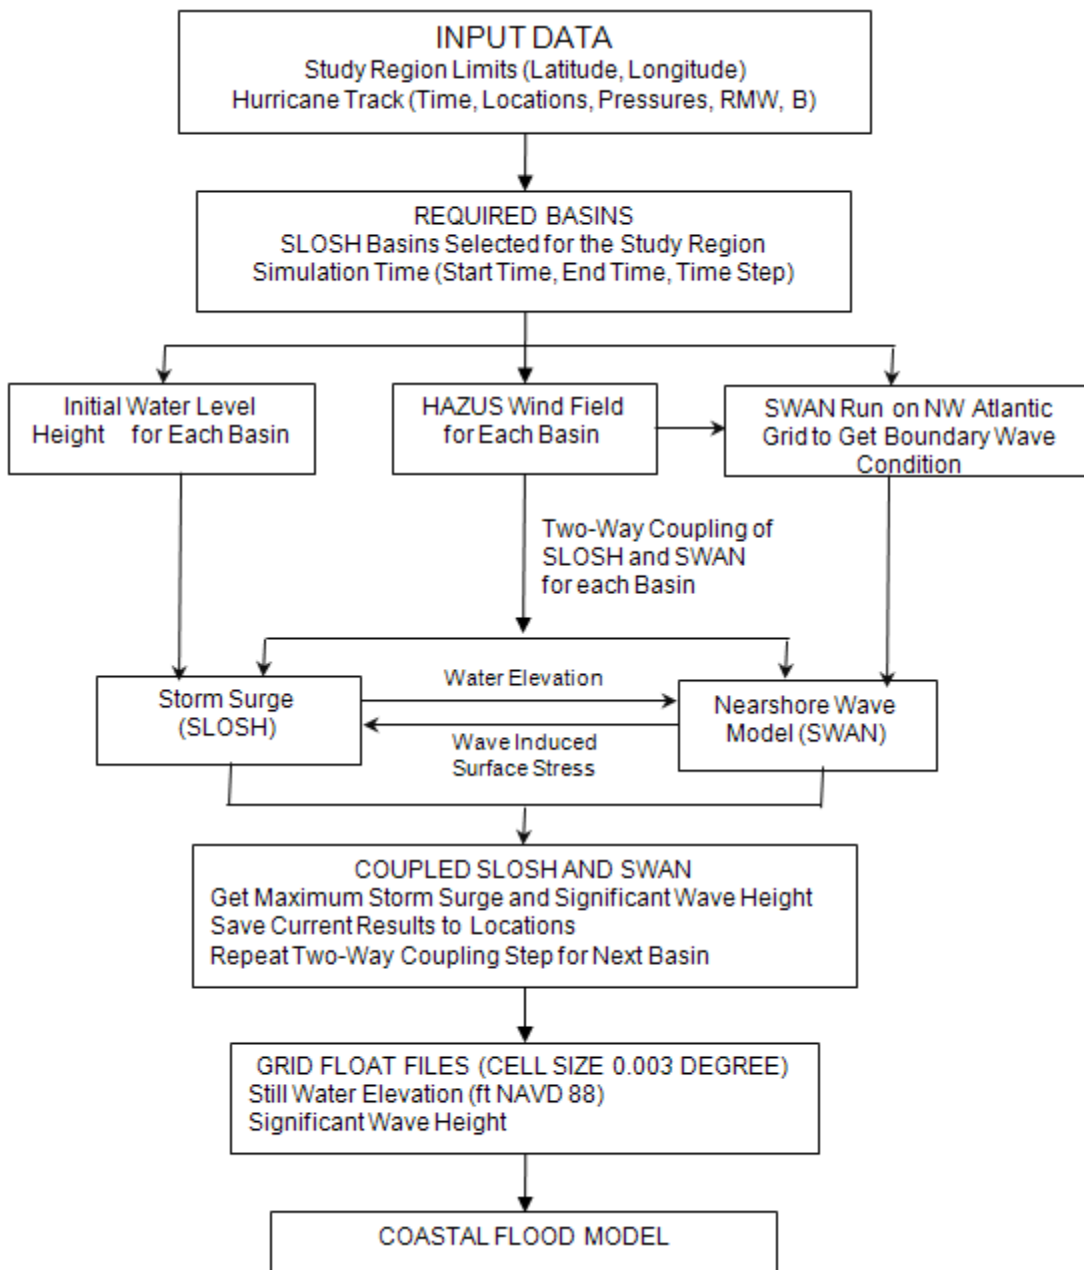 INPUT DATA
Study Region Limits (Latitude, Longitude)
Hurricane Track (Time, Locations, Pressures, RMW, B)
REQUIRED BASINS
SLOSH Basins Selected for the Study Region
Simulation Time (Start Time, End Time, Time Step)
Initial Water Level
Height for Each Basin
HAZUS Wind Field
for Each Basin
SWAN Run on NW Atlantic
Grid to Get Boundary Wave
Condition
Two-Way Coupling of
SLOSH and SWAN
for each Basin
Storm Surge
(SLOSH)
Water Elevation
Wave Induced
Surface Stress
Nearshore Wave
Model (SWAN)
COUPLED SLOSH AND SWAN
Get Maximum Storm Surge and Significant Wave Height
Save Current Results to Locations
Repeat Two-Way Coupling Step for Next Basin
GRID FLOAT FILES (CELL SIZE 0.003 DEGREE)
Still Water Elevation (ft NAVD 88)
Significant Wave Height
COASTAL FLOOD MODEL